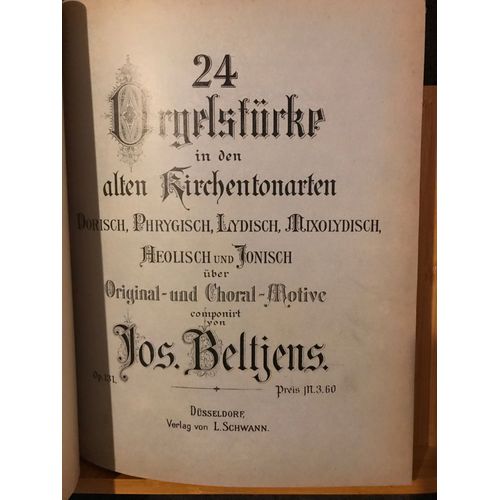 24
Orgelstücke
in den
alten Kirchentonarten
Dorisch, Phrygisch, Lydisch, Mixolydisch,
Aeolisch und Jonisch
über
Original-und Choral-Motive
componirt
von
Jos. Beltjens.
Op. 131.
Preis M. 3.60
Düsseldorf,
Verlag von L. Schwann.